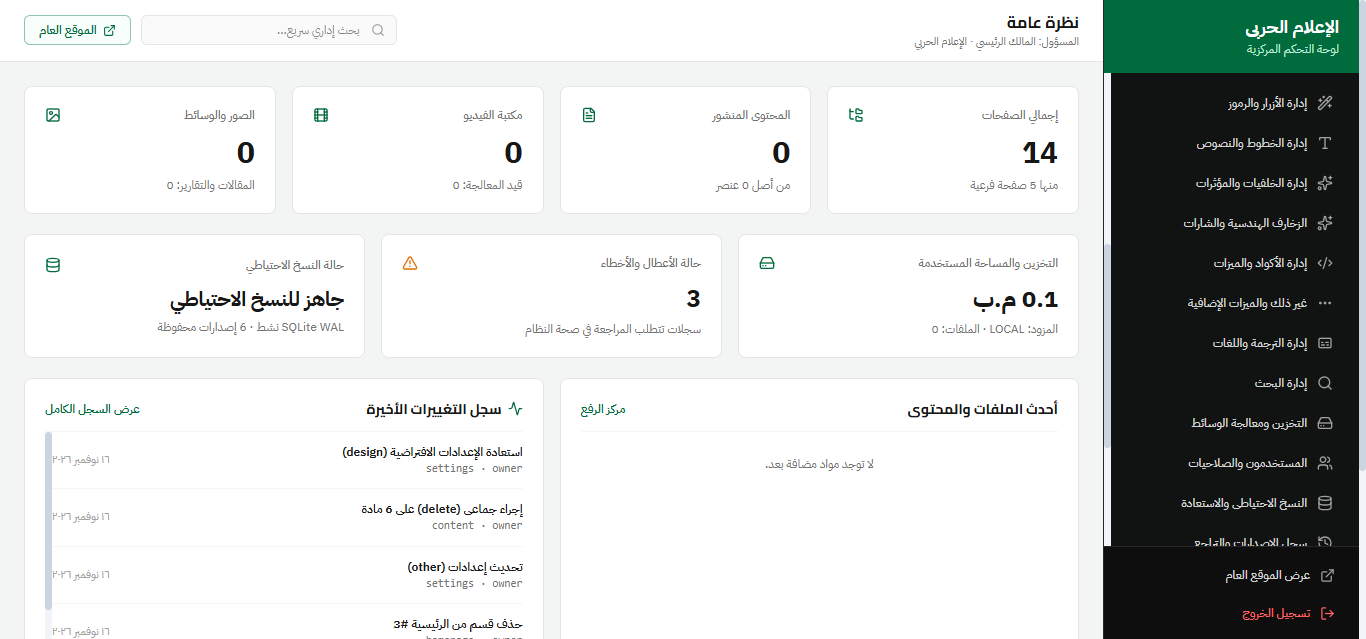 الإعلام الحربي
لوحة التحكم المركزية
إدارة الأزرار والرموز
إدارة الخطوط والنصوص
إدارة الخلفيات والمؤثرات
الزخارف الهندسية والشارات
إدارة الأكواد والميزات
غير ذلك والميزات الإضافية
إدارة الترجمة واللغات
إدارة البحث
التخزين ومعالجة الوسائط
المستخدمون والصلاحيات
النسخ الاحتياطي والاستعادة
سجل الإصدارات والتراجع
عرض الموقع العام
تسجيل الخروج
نظرة عامة
المسؤول: المالك الرئيسي · الإعلام الحربي
بحث إداري سريع...
الموقع العام
إجمالي الصفحات
14
منها 5 صفحة فرعية
المحتوى المنشور
0
من أصل 0 عنصر
مكتبة الفيديو
0
قيد المعالجة: 0
الصور والوسائط
0
المقالات والتقارير: 0
التخزين والمساحة المستخدمة
0.1 م.ب
المزود: LOCAL · الملفات: 0
حالة الأعطال والأخطاء
3
سجلات تتطلب المراجعة في صحة النظام
حالة النسخ الاحتياطي
جاهز للنسخ الاحتياطي
SQLite WAL نشط · 6 إصدارات محفوظة
أحدث الملفات والمحتوى
مركز الرفع
لا توجد مواد مضافة بعد.
سجل التغييرات الأخيرة
عرض السجل الكامل
استعادة الإعدادات الافتراضية (design)
settings · owner
١٦ نوفمبر ٢٠٢٦
إجراء جماعي (delete) على 6 مادة
content · owner
١٦ نوفمبر ٢٠٢٦
تحديث إعدادات (other)
settings · owner
١٦ نوفمبر ٢٠٢٦
حذف قسم من الرئيسية #3
homepage · owner
١٦ نوفمبر ٢٠٢٦